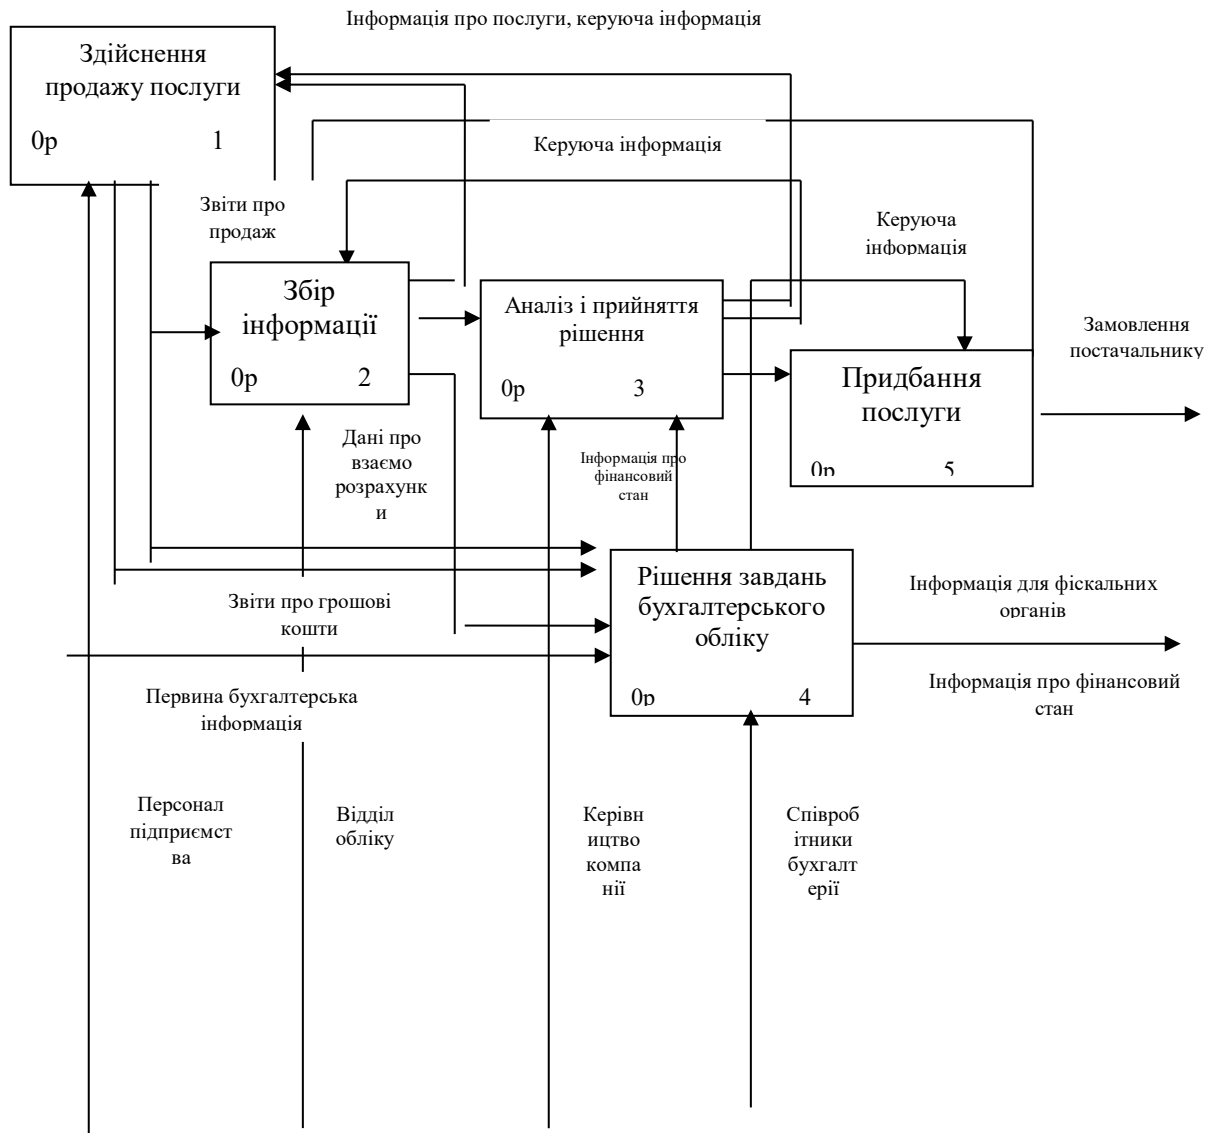 Інформація про послуги, керуюча інформація
Здійснення
продажу послуги
0р 1
Керуюча інформація
Звіти про
продаж
Керуюча
інформація
Збір
інформації
0р 2
Аналіз і прийняття
рішення
0р 3
Замовлення
постачальнику
Придбання
послуги
0р 5
Дані про
взаємо
розрахунк
и
Інформація про
фінансовий
стан
Рішення завдань
бухгалтерського
обліку
0р 4
Інформація для фіскальних
органів
Звіти про грошові
кошти
Інформація про фінансовий
стан
Первина бухгалтерська
інформація
Персонал
підприємст
ва
Відділ
обліку
Керівн
ицтво
компа
нії
Співроб
ітники
бухгалт
ерії